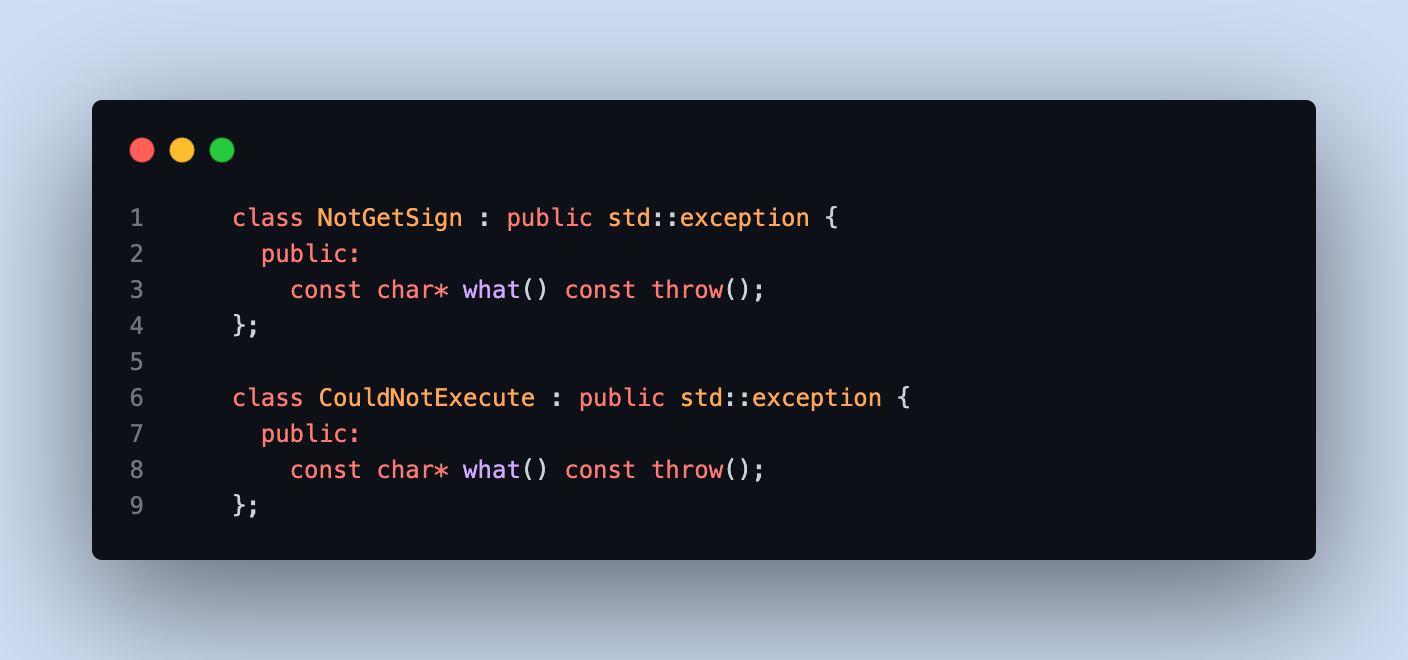 1 class NotGetSign : public std::exception {
2 public:
3 const char* what() const throw();
4 };
5
6 class CouldNotExecute : public std::exception {
7 public:
8 const char* what() const throw();
9 };